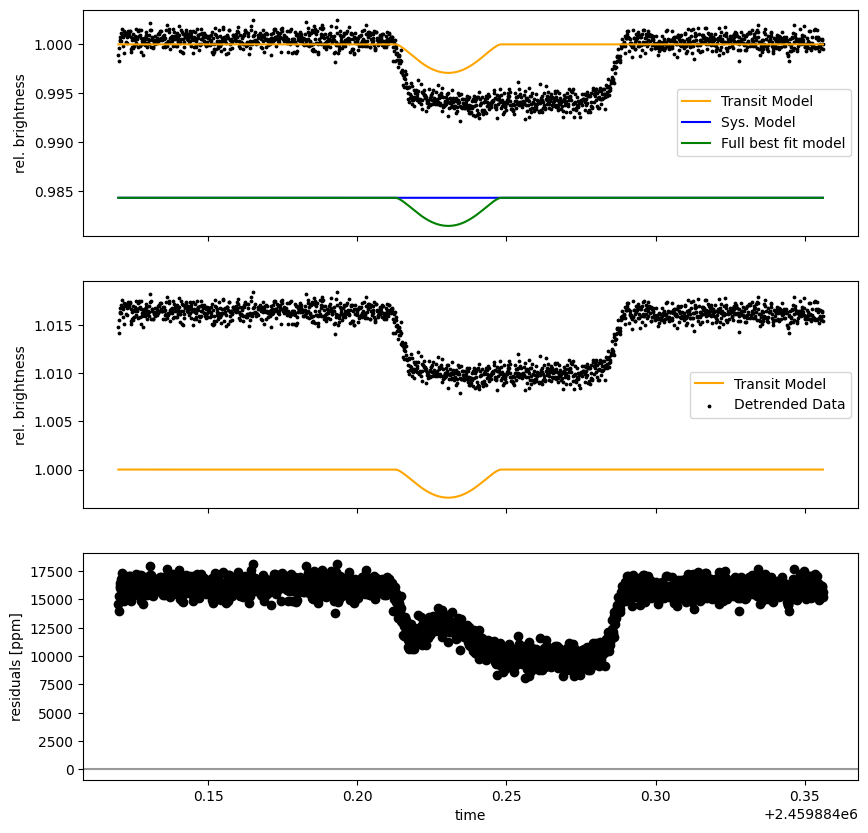 1.000
0.995
0.990
0.985
rel. brightness
Transit Model
Sys. Model
Full best fit model
1.015
1.010
1.005
1.000
rel. brightness
Transit Model
Detrended Data
17500
15000
12500
10000
7500
5000
2500
0
residuals [ppm]
0.15 0.20 0.25 0.30 0.35
time
+2.459884e6